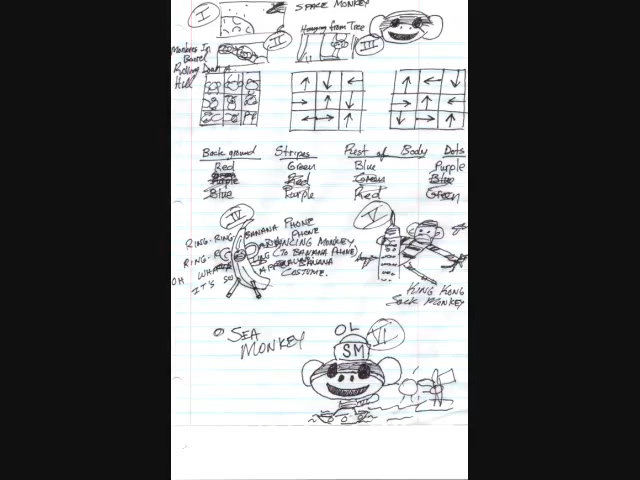 I
SPACE MONKEY
II
Hanging from Tree
III
Monkeys In
Barrel
Rolling Down A
Hill
Background Stripes Rest of Body Dots
Red Green Blue Purple
Purple Red Green Blue
Blue Purple Red Green
IV
V
RING-RING BANANA PHONE
PHONE
DANCING MONKEY
(TO BANANA PHONE)
BANANA
COSTUME.
OH
IT'S SO
KING KONG
SOCK MONKEY
SEA
MONKEY
OL
VI
SM